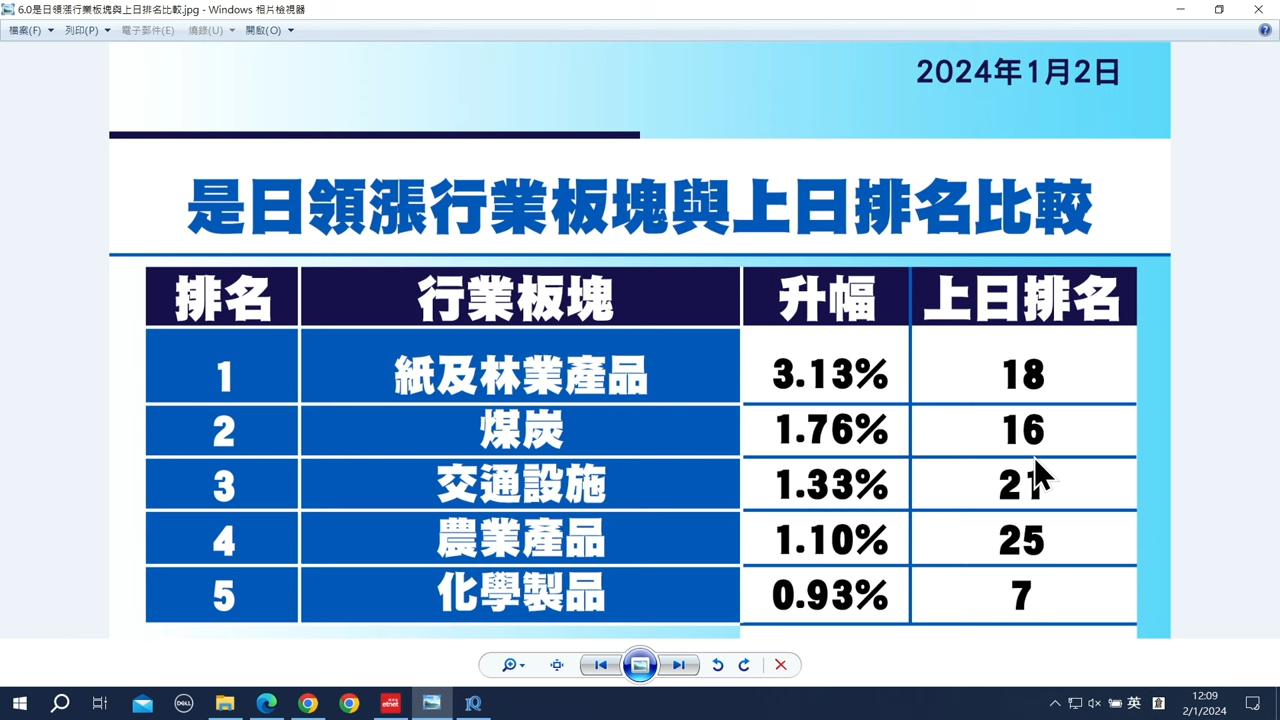 6.0是日領漲行業板塊與上日排名比較.jpg - Windows 相片檢視器
檔案(F) 列印(P) 電子郵件(E) 燒錄(U) 開啟(O)
2024年1月2日
是日領漲行業板塊與上日排名比較
排名 行業板塊 升幅 上日排名
1 紙及林業產品 3.13% 18
2 煤炭 1.76% 16
3 交通設施 1.33% 21
4 農業產品 1.10% 25
5 化學製品 0.93% 7
DELL etnet IQ 英 倉 12:09
2/1/2024